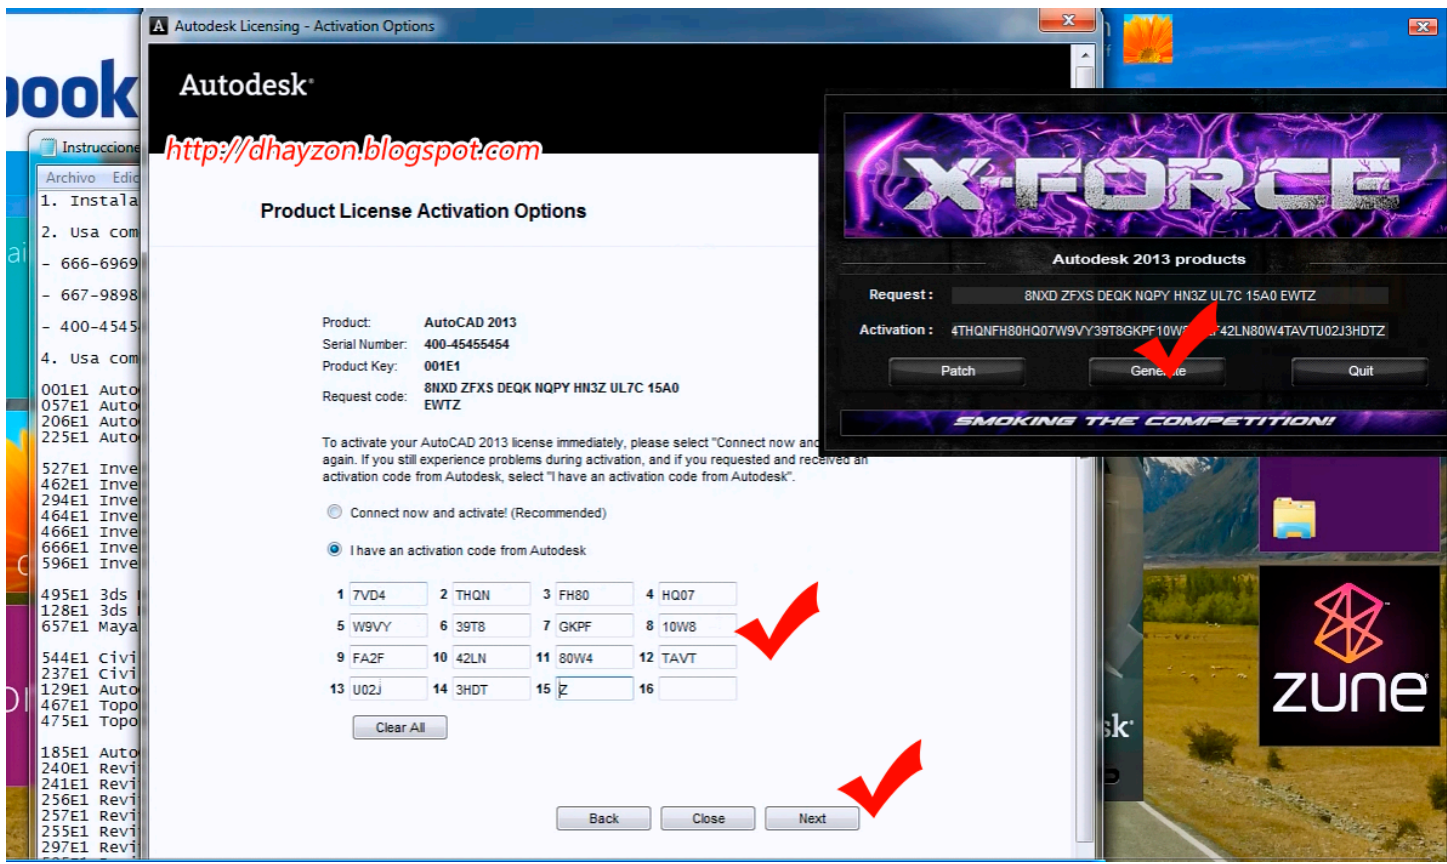 Autodesk Licensing - Activation Options
Autodesk
http://dhayzon.blogspot.com
Product License Activation Options
Product: AutoCAD 2013
Serial Number: 400-45455454
Product Key: 001E1
Request code: 8NXD ZFXS DEQK NQPY HN3Z UL7C 15A0
EWTZ
To activate your AutoCAD 2013 license immediately, please select "Connect now and
again. If you still experience problems during activation, and if you requested and received an
activation code from Autodesk, select "I have an activation code from Autodesk".
Connect now and activate! (Recommended)
I have an activation code from Autodesk
1 7VD4 2 THQN 3 FH80 4 HQ07
5 W9VY 6 39T8 7 GKPF 8 10W8
9 FA2F 10 42LN 11 80W4 12 TAVT
13 U02J 14 3HDT 15 Z 16
Clear All
Back Close Next
X-FORCE
Autodesk 2013 products
Request : 8NXD ZFXS DEQK NQPY HN3Z UL7C 15A0 EWTZ
Activation :
Patch Generate Quit
SMOKING THE COMPETITION!
ook
Instruccione
Archivo Edic
1. Instala
2. Usa com
- 666-6969
- 667-9898
- 400-4545
4. Usa com
001E1 Auto
057E1 Auto
206E1 Auto
225E1 Auto
527E1 Inve
462E1 Inve
294E1 Inve
464E1 Inve
466E1 Inve
666E1 Inve
596E1 Inve
495E1 3ds
128E1 3ds
657E1 Maya
544E1 Civi
237E1 Civi
129E1 Auto
467E1 Topo
475E1 Topo
185E1 Auto
240E1 Revi
241E1 Revi
256E1 Revi
257E1 Revi
255E1 Revi
297E1 Revi
sk
zune